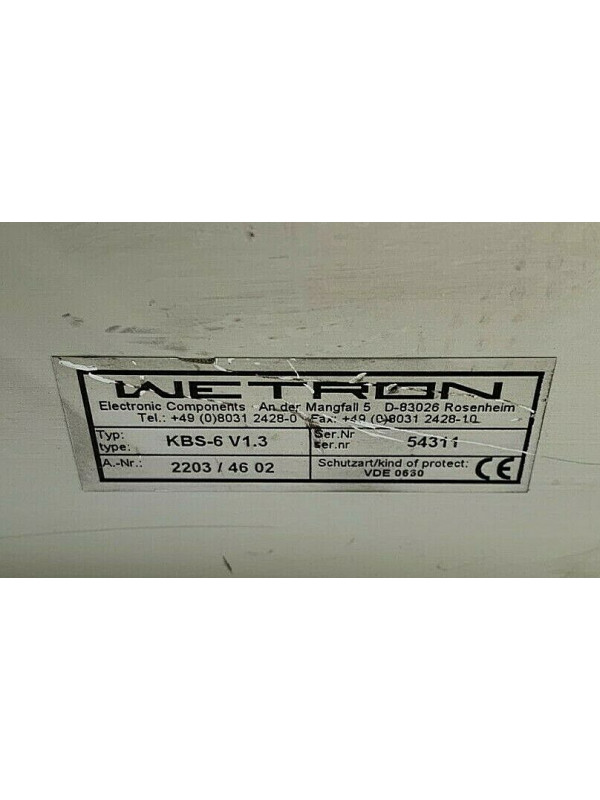 WETRON
Electronic Components An der Mangfall 5 D-83026 Rosenheim
Tel.: +49 (0)8031 2428-0 Fax: +49 (0)8031 2428-10
Typ: KBS-6 V1.3 Ser.Nr 54311
type: ser.nr
A.-Nr.: 2203 / 46 02 Schutzart/kind of protect: CE
VDE 0630